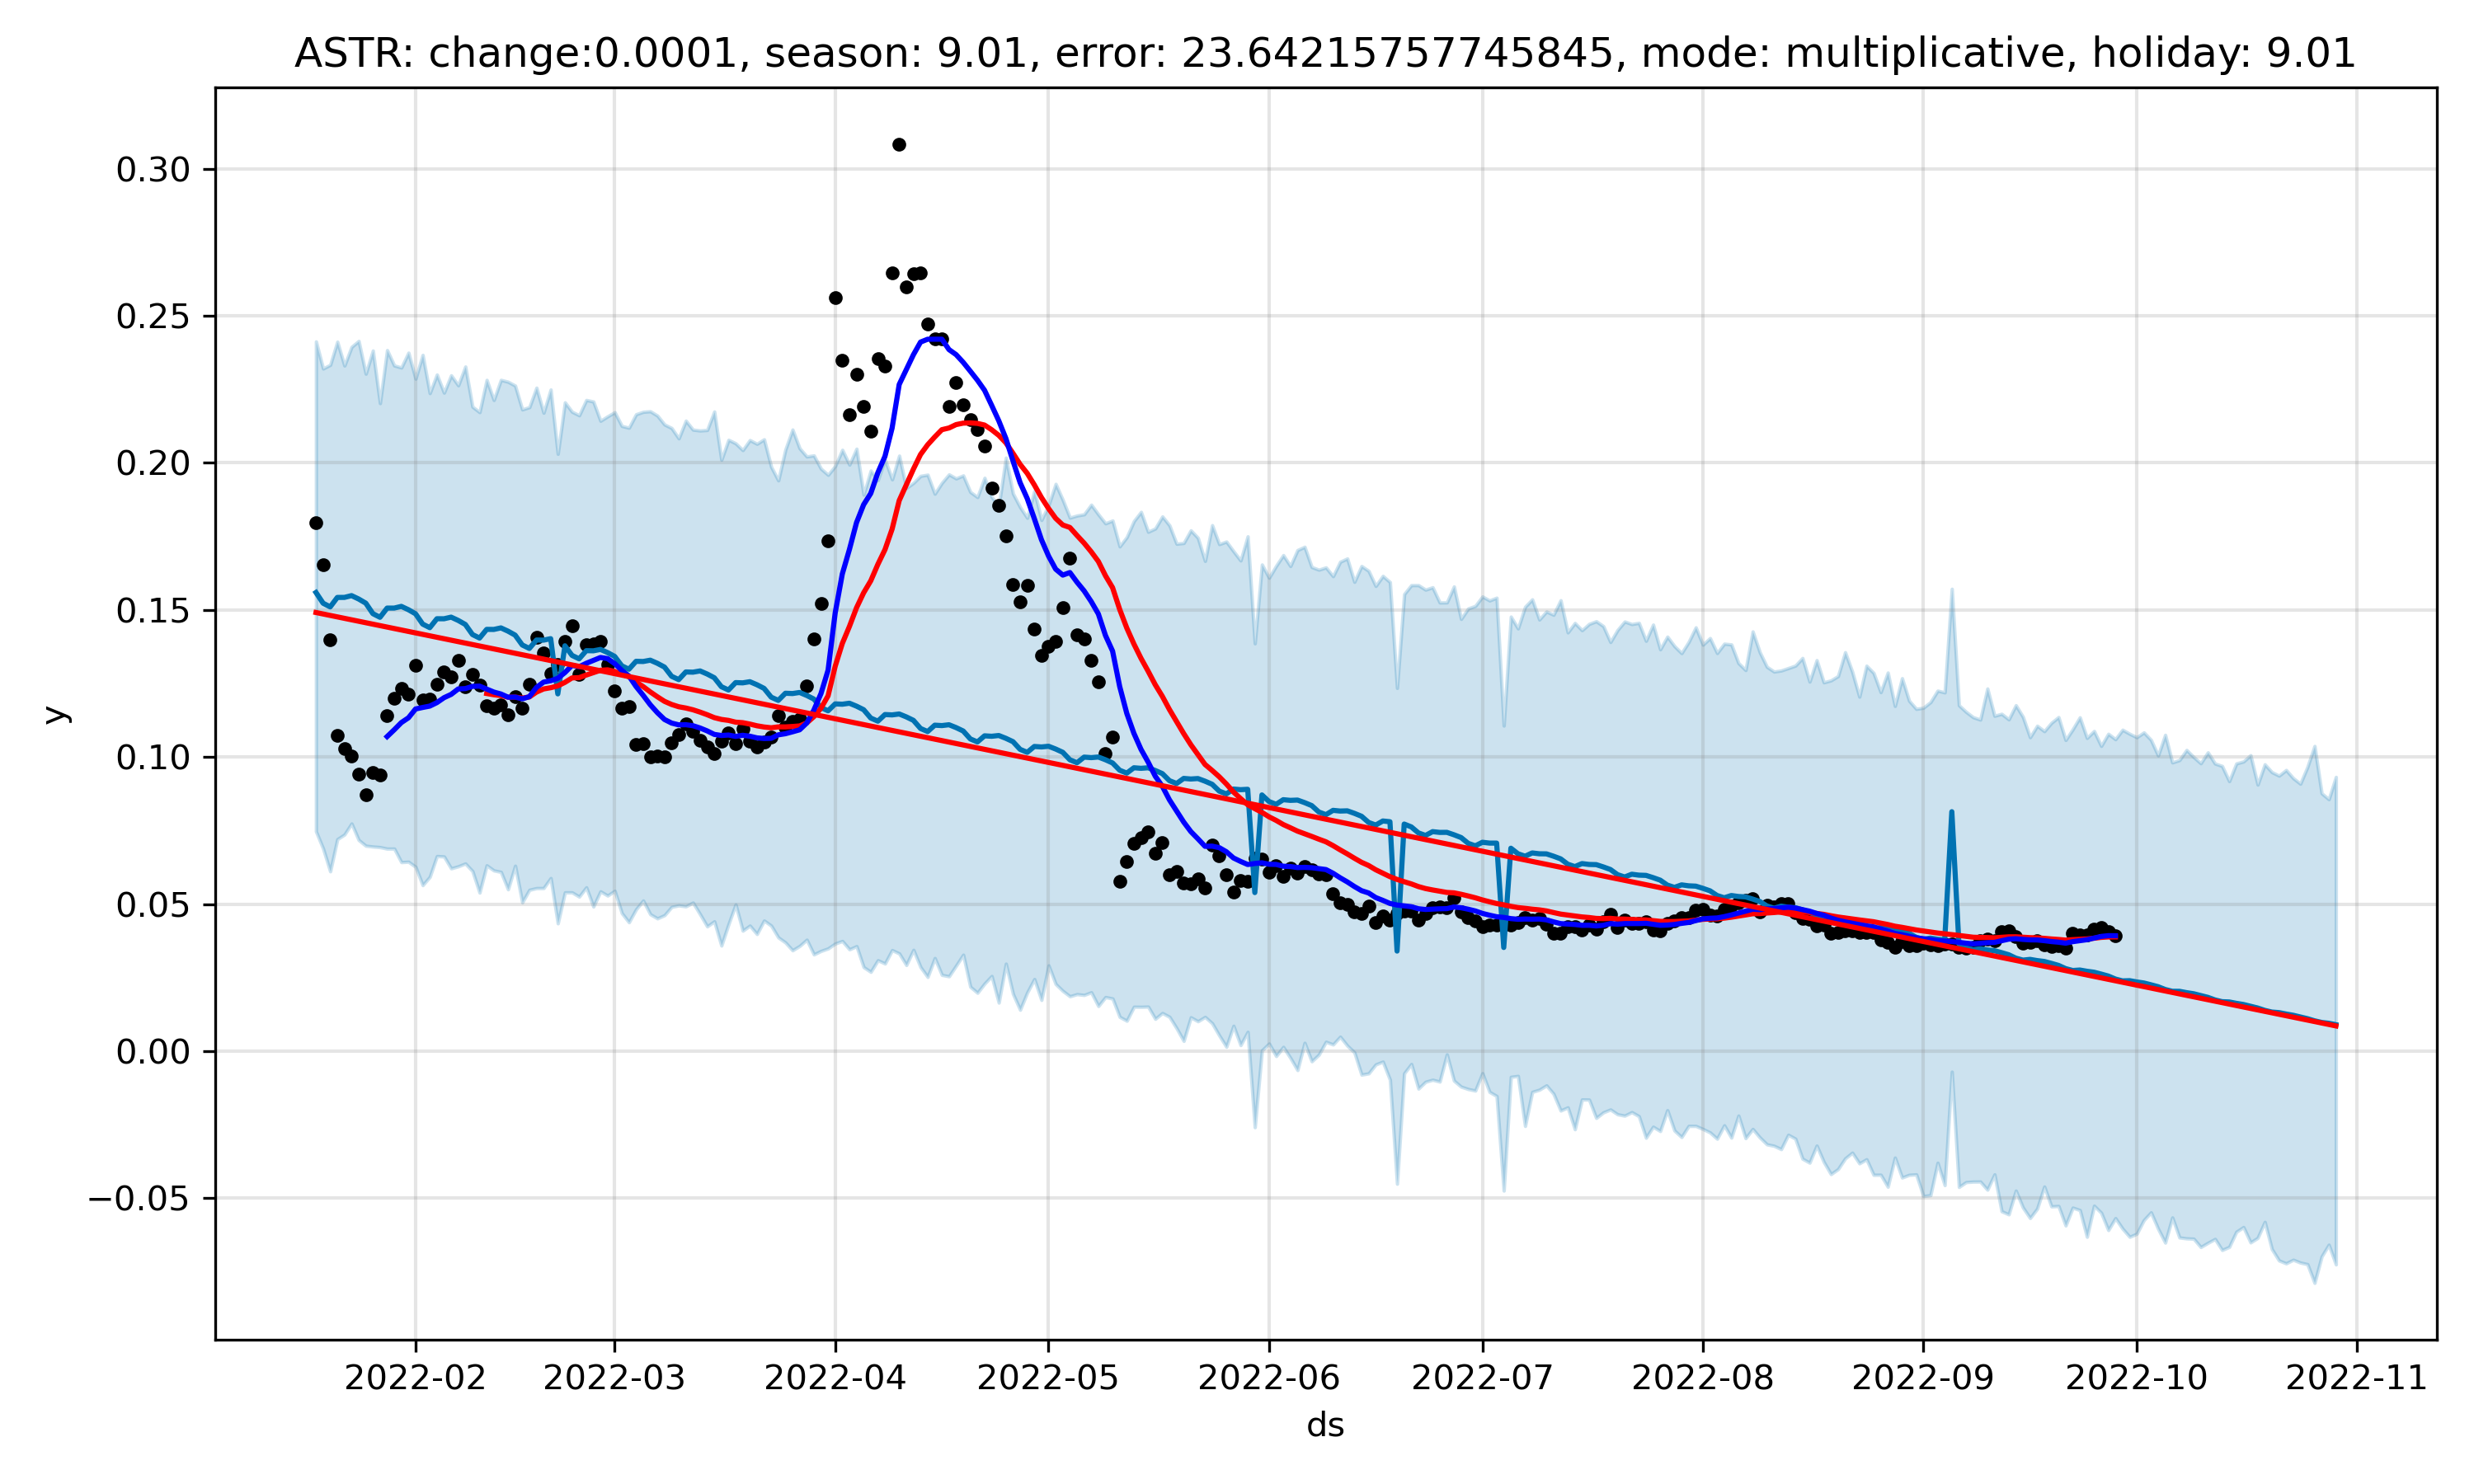 ASTR: change:0.0001, season: 9.01, error: 23.64215757745845, mode: multiplicative, holiday: 9.01
0.30
0.25
0.20
0.15
y
0.10
0.05
0.00
−0.05
2022-02 2022-03 2022-04 2022-05 2022-06 2022-07 2022-08 2022-09 2022-10 2022-11
ds